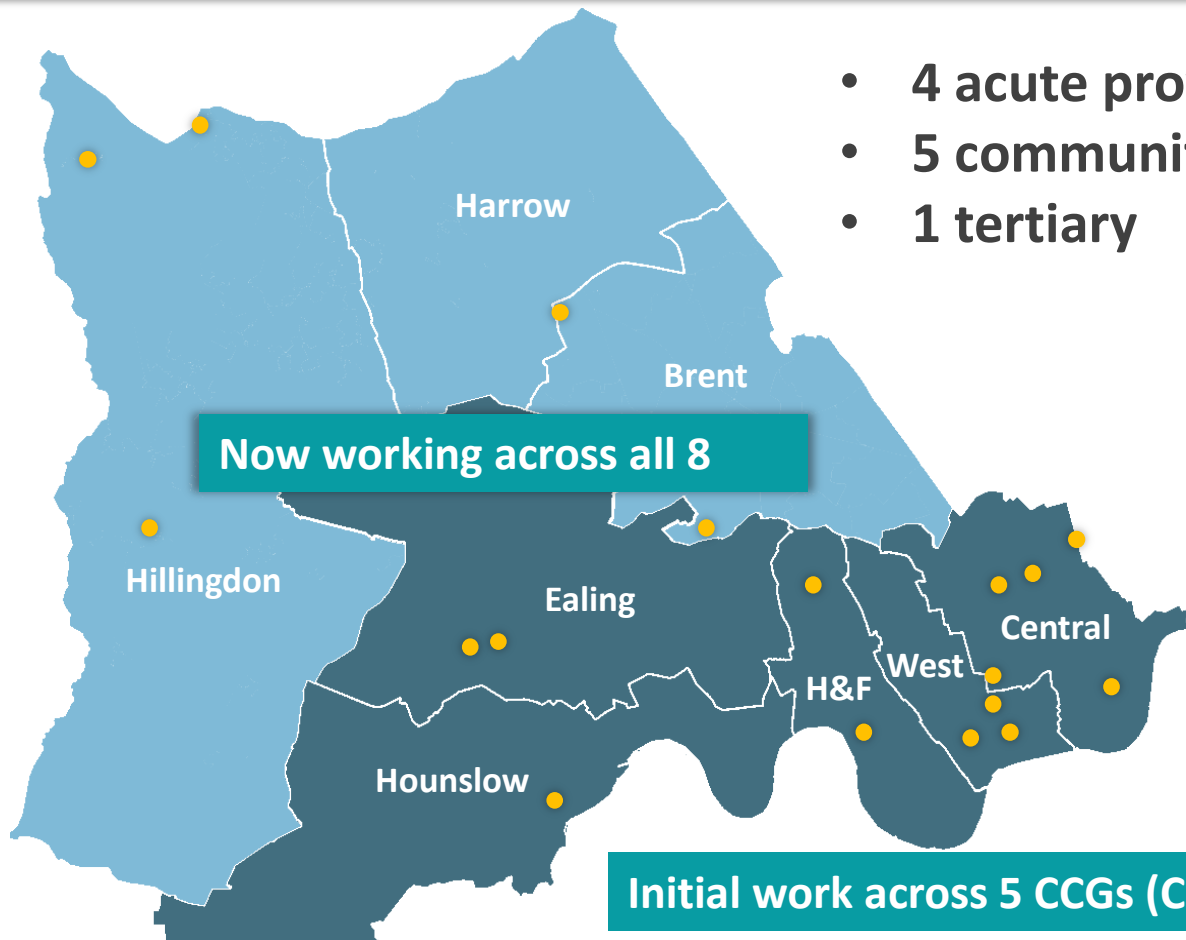 • 4 acute pro
• 5 communit
• 1 tertiary
Harrow
Brent
Now working across all 8
Hillingdon
Ealing
Central
West
H&F
Hounslow
Initial work across 5 CCGs (C